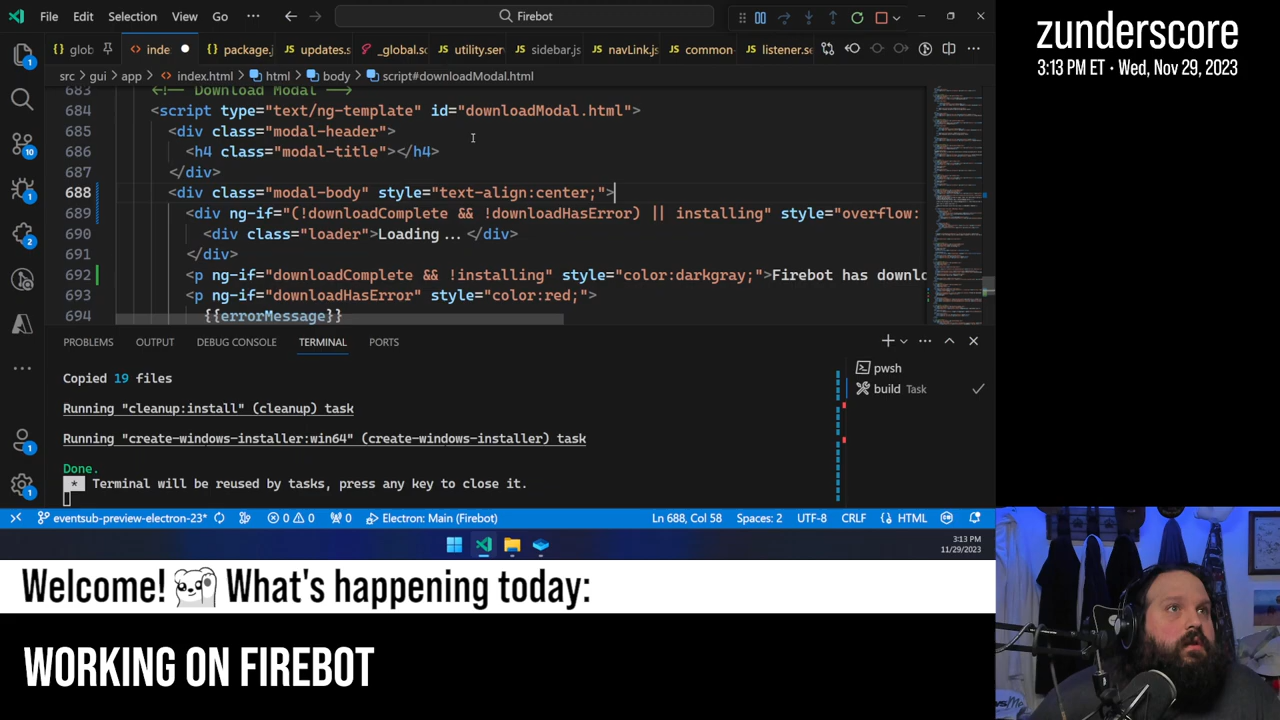 File Edit Selection View Go ... Firebot
glob index package.j updates.s _global.sc utility.ser sidebar.js navLink.js common listener.se ...
src > gui > app > index.html > html > body > script#downloadModal.html
683 <!-- Download Modal -->
684 <script type="text/ng-template" id="downloadModal.html">
685 <div class="modal-header">
686 <h4 class="modal-title"></h4>
687 </div>
688 <div class="modal-body" style="text-align:center;">
689 <div ng-if="(!downloadComplete && !downloadHasError) || installing" style="overflow:
690 <div class="loader">Loading...</div>
691 </div>
692 <p ng-if="downloadComplete && !installing" style="color:darkgray;">Firebot has downlo
693 <p ng-if="downloadHasError" style="color:red;">
694 {{errorMessage}}
PROBLEMS OUTPUT DEBUG CONSOLE TERMINAL PORTS
Copied 19 files
Running "cleanup:install" (cleanup) task
Running "create-windows-installer:win64" (create-windows-installer) task
Done.
* Terminal will be reused by tasks, press any key to close it.
pwsh
build Task
1
10
1
2
1
1
eventsub-preview-electron-23* 0 0 0 Electron: Main (Firebot) Ln 688, Col 58 Spaces: 2 UTF-8 CRLF HTML
3:13 PM
11/29/2023
Welcome! What's happening today:
WORKING ON FIREBOT
zunderscore
3:13 PM ET • Wed, Nov 29, 2023